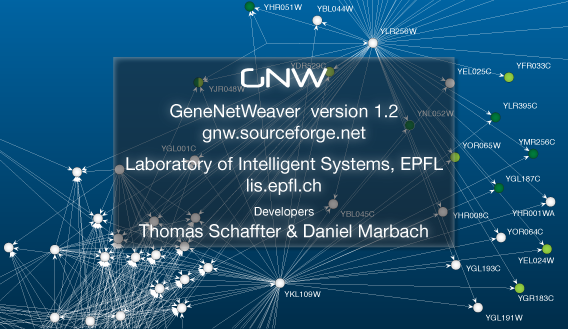 YHR051W
YBL044W
YLR256W
YDR529C
YEL025C
YFR033C
YJR048W
GNW
GeneNetWeaver version 1.2
gnw.sourceforge.net
YLR395C
YNL052W
YMR256C
YGL001C
YOR065W
Laboratory of Intelligent Systems, EPFL
lis.epfl.ch
YGL187C
YHR001WA
Developers
YBL045C
YHR008C
Thomas Schaffter & Daniel Marbach
YOR064C
YEL024W
YGL193C
YKL109W
YGR183C
YGL191W